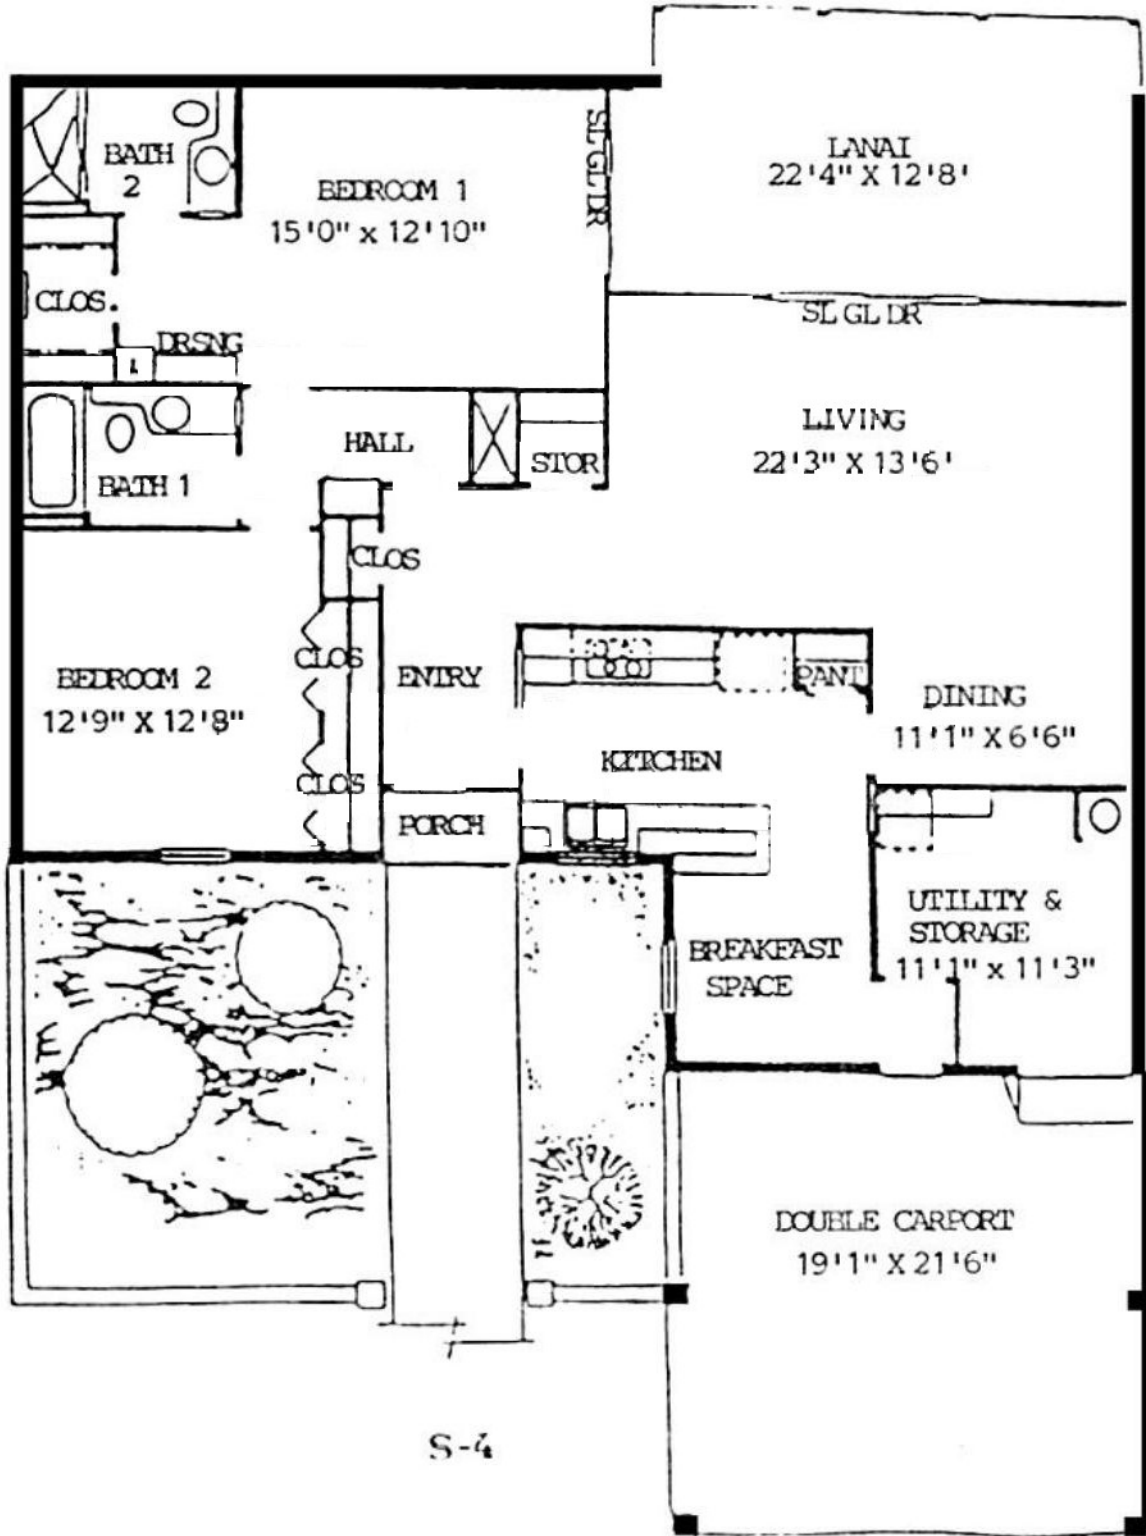 BATH
2
BEDROOM 1
15'0" x 12'10"
SL GL DR
LANAI
22'4" X 12'8'
CLOS.
DRSNG
SL GL DR
HALL
STOR
LIVING
22'3" X 13'6'
BATH 1
CLOS
CLOS
BEDROOM 2
12'9" X 12'8"
ENTRY
PANT
DINING
11'1" X 6'6"
KITCHEN
CLOS
PORCH
UTILITY &
STORAGE
11'1" x 11'3"
BREAKFAST
SPACE
DOUBLE CARPORT
19'1" X 21'6"
S-4